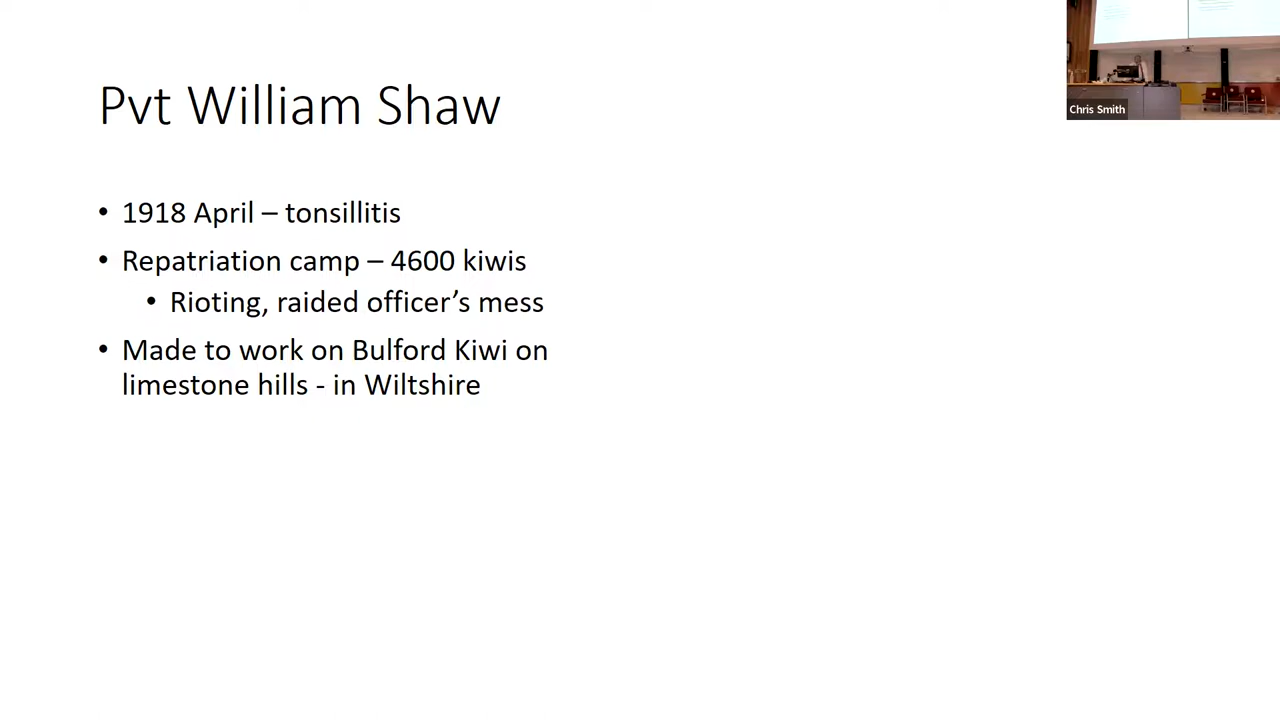 Pvt William Shaw
• 1918 April – tonsillitis
• Repatriation camp – 4600 kiwis
• Rioting, raided officer’s mess
• Made to work on Bulford Kiwi on
limestone hills - in Wiltshire
Chris Smith